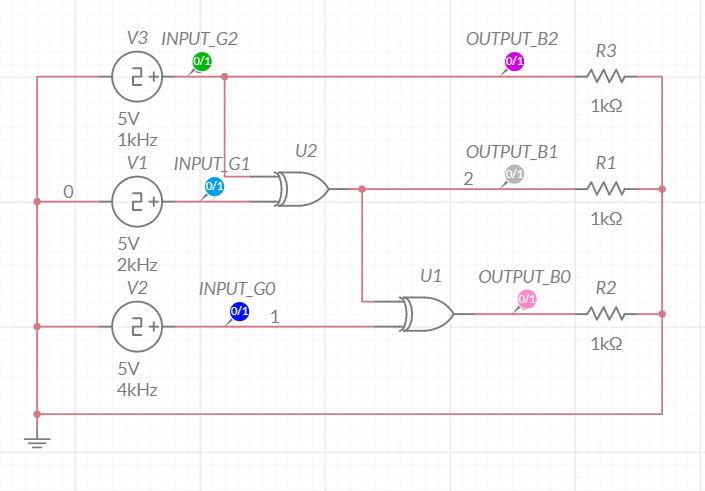 V3
INPUT_G2
0/1
OUTPUT_B2
0/1
R3
+
5V
1kHz
1kΩ
V1
INPUT_G1
0/1
U2
OUTPUT_B1
0/1
R1
0
2
+
5V
2kHz
1kΩ
V2
INPUT_G0
0/1
1
U1
OUTPUT_B0
0/1
R2
+
5V
4kHz
1kΩ